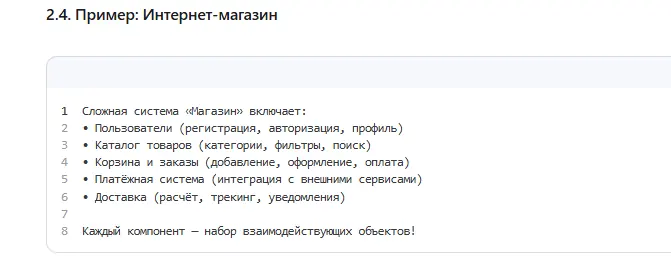 2.4. Пример: Интернет-магазин
1 Сложная система «Магазин» включает:
2 • Пользователи (регистрация, авторизация, профиль)
3 • Каталог товаров (категории, фильтры, поиск)
4 • Корзина и заказы (добавление, оформление, оплата)
5 • Платёжная система (интеграция с внешними сервисами)
6 • Доставка (расчёт, трекинг, уведомления)
7
8 Каждый компонент — набор взаимодействующих объектов!